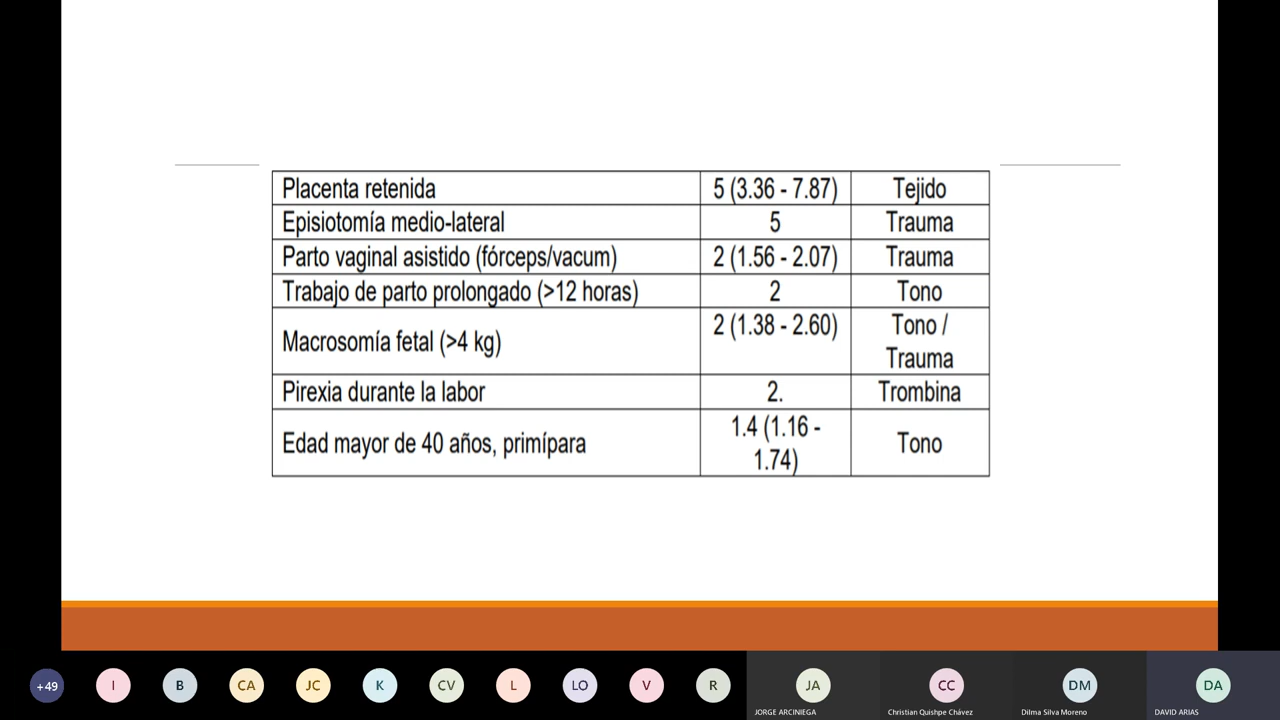 Placenta retenida 5 (3.36 - 7.87) Tejido
Episiotomía medio-lateral 5 Trauma
Parto vaginal asistido (fórceps/vacum) 2 (1.56 - 2.07) Trauma
Trabajo de parto prolongado (>12 horas) 2 Tono
Macrosomía fetal (>4 kg) 2 (1.38 - 2.60) Tono /
Trauma
Pirexia durante la labor 2. Trombina
Edad mayor de 40 años, primípara 1.4 (1.16 -
1.74) Tono
+49 I B CA JC K CV L LO V R JA CC DM DA
JORGE ARCINIEGA Christian Quishpe Chávez Dilma Silva Moreno DAVID ARIAS